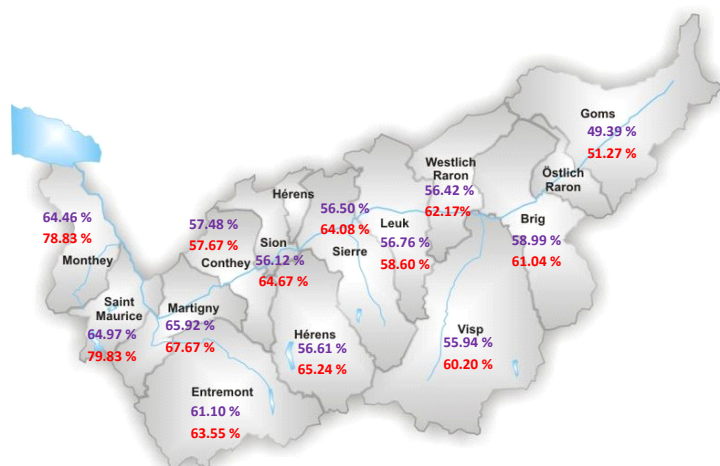 Goms
49.39 %
51.27 %
Östlich
Raron
Westlich
Raron
56.42 %
62.17%
Brig
58.99 %
61.04 %
Hérens
56.50 %
64.08 %
Sierre
Leuk
56.76 %
58.60 %
64.46 %
78.83 %
Monthey
57.48 %
57.67 %
Conthey
Sion
56.12 %
64.67 %
Saint
Maurice
64.97 %
79.83 %
Martigny
65.92 %
67.67 %
Hérens
56.61 %
65.24 %
Visp
55.94 %
60.20 %
Entremont
61.10 %
63.55 %